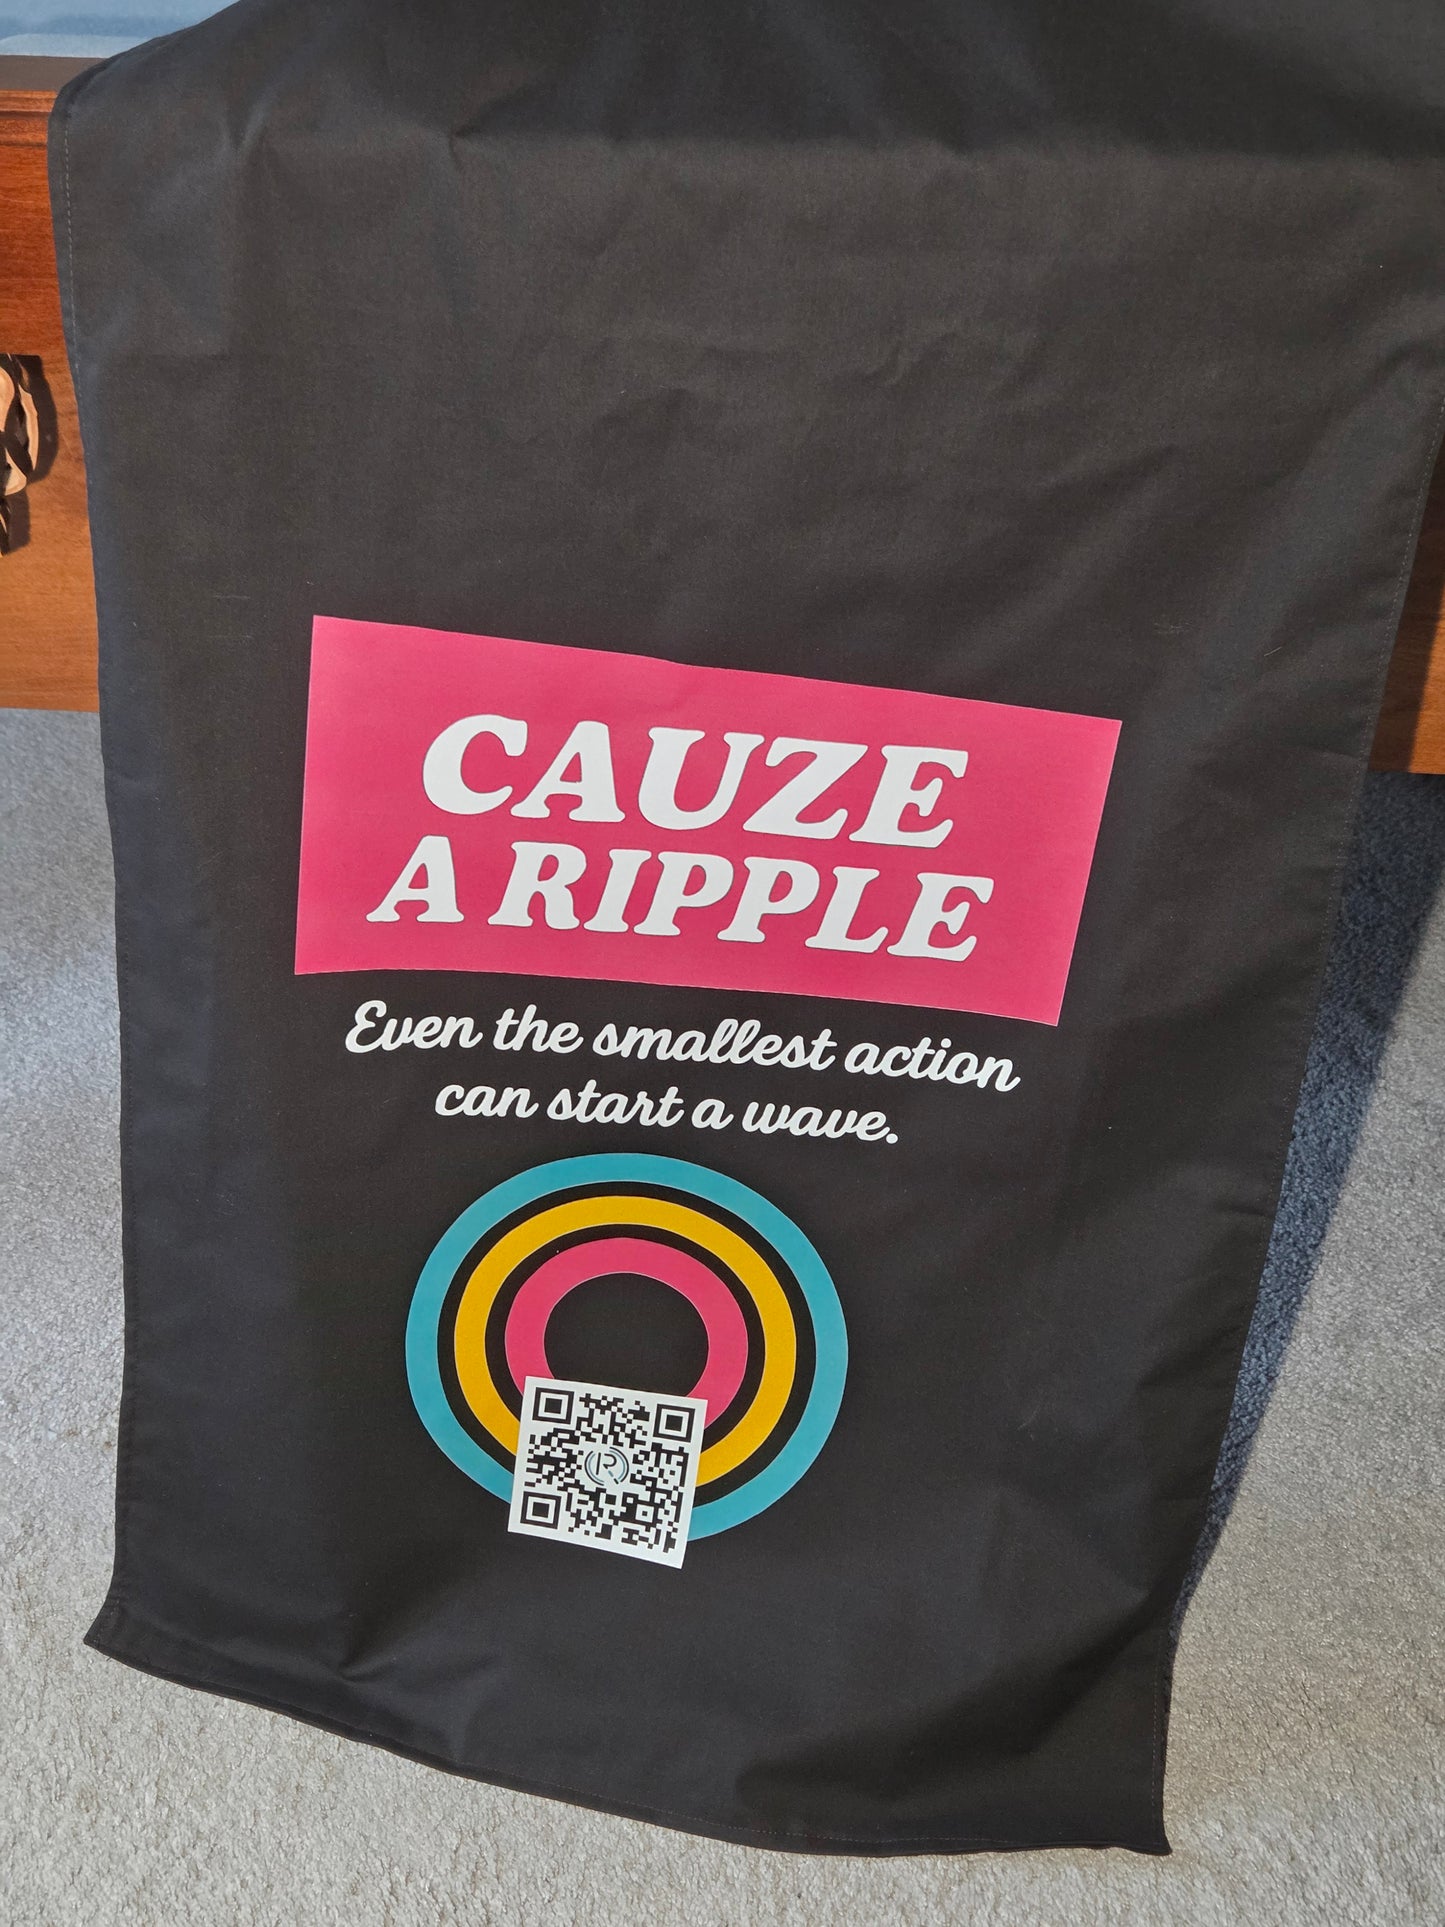 CAUZE
A RIPPLE
Even the smallest action
can start a wave.
R